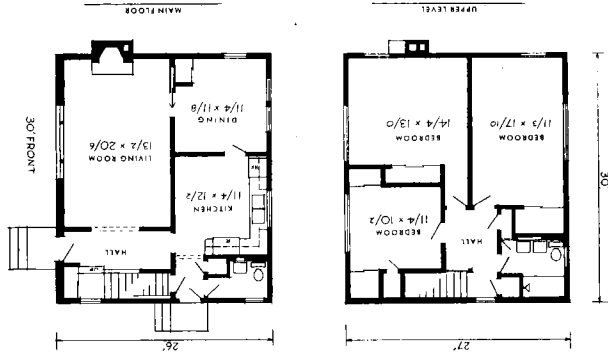 27'
HALL
BEDROOM
11/4 × 10/2
BEDROOM
11/3 × 17/10
BEDROOM
14/4 × 13/0
30'
UPPER LEVEL
26'
HALL
KITCHEN
11/4 × 12/2
LIVING ROOM
13/2 × 20/6
DINING
11/4 × 11/8
30' FRONT
MAIN FLOOR